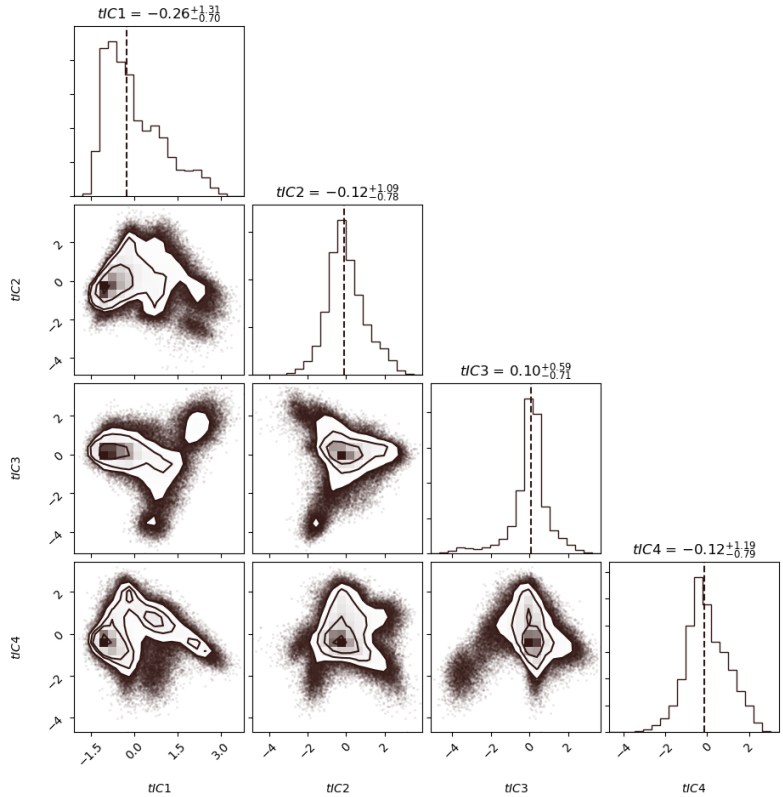 tIC1 = −0.26+1.31−0.70
tIC2 = −0.12+1.09−0.78
tIC2
2
0
−2
−4
tIC3 = 0.10+0.59−0.71
tIC3
2
0
−2
−4
tIC4 = −0.12+1.19−0.79
tIC4
2
0
−2
−4
−1.5 0.0 1.5 3.0 −4 −2 0 2 −4 −2 0 2 −4 −2 0 2
tIC1 tIC2 tIC3 tIC4